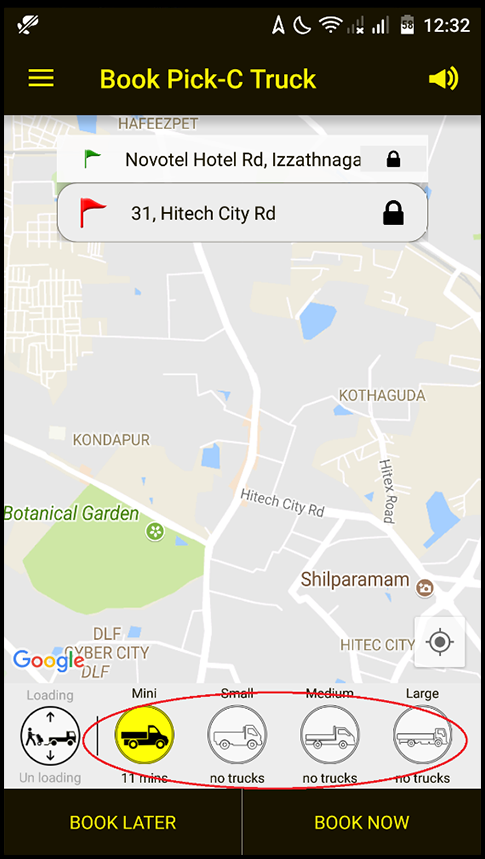 58 12:32
Book Pick-C Truck
HAFEEZPET
Novotel Hotel Rd, Izzathnaga
31, Hitech City Rd
KOTHAGUDA
KONDAPUR
Hitex Road
Hitech City Rd
Botanical Garden
Shilparamam
DLF
CYBER CITY
HITEC CITY
Google
DLF
Loading
Mini
Small
Medium
Large
Un loading
11 mins
no trucks
no trucks
no trucks
BOOK LATER
BOOK NOW